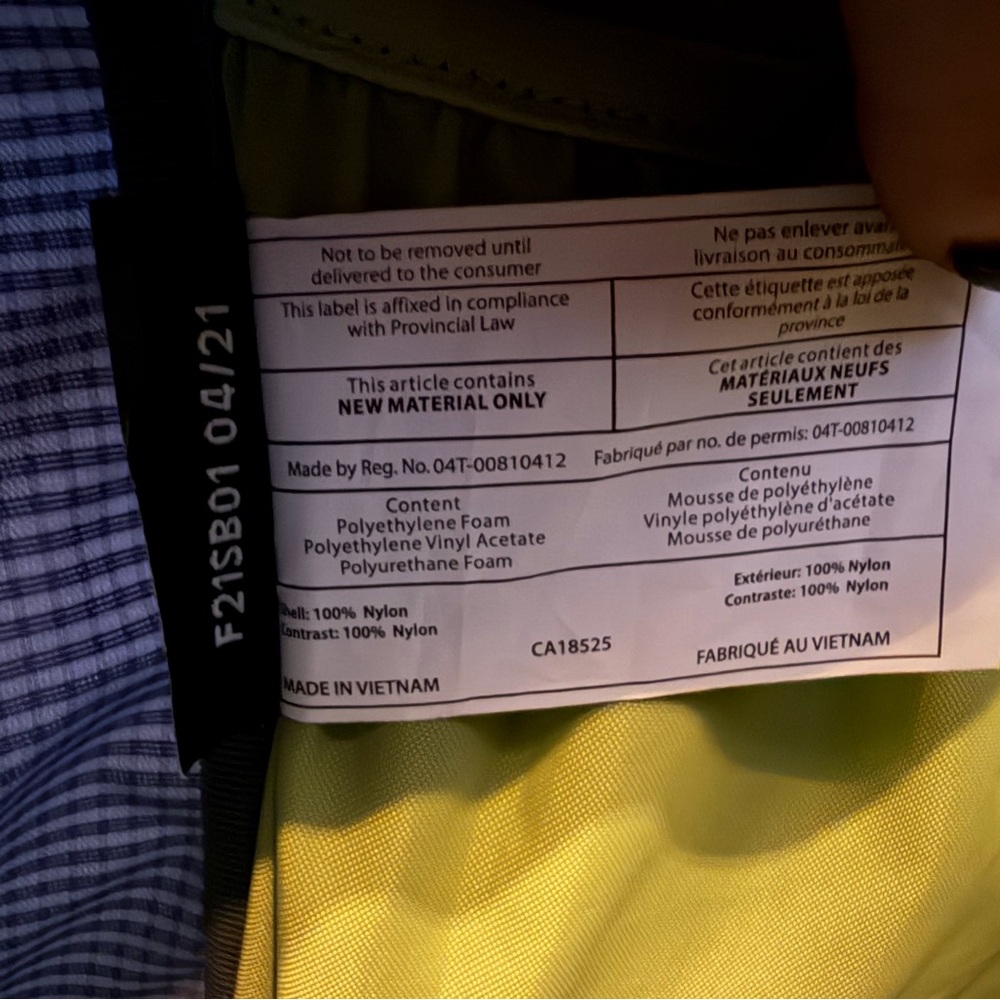 F21SB01 04/21
Not to be removed until
delivered to the consumer
Ne pas enlever
livraison au
This label is affixed in compliance
with Provincial Law
Cette étiquette est apposée
conformément à la loi de la
province
This article contains
NEW MATERIAL ONLY
Cet article contient des
MATÉRIAUX NEUFS
SEULEMENT
Made by Reg. No. 04T-00810412
Fabriqué par no. de permis: 04T-00810412
Content
Polyethylene Foam
Polyethylene Vinyl Acetate
Polyurethane Foam
Contenu
Mousse de polyéthylène
Vinyle polyéthylène d'acétate
Mousse de polyuréthane
Shell: 100% Nylon
Contrast: 100% Nylon
Extérieur: 100% Nylon
Contraste: 100% Nylon
CA18525
MADE IN VIETNAM
FABRIQUÉ AU VIETNAM